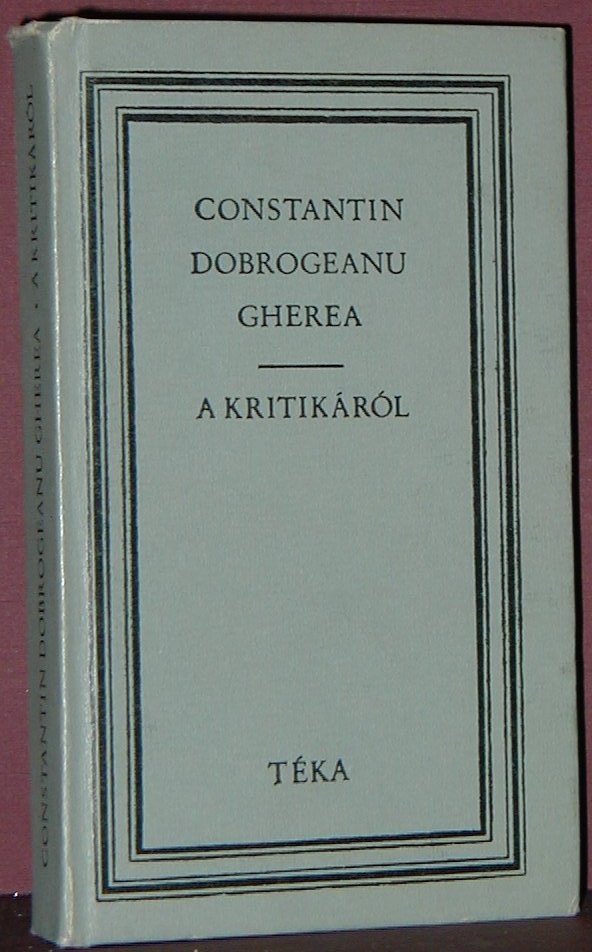 CONSTANTIN DOBROGEANU GHEREA • A KRITIKÁRÓL
CONSTANTIN
DOBROGEANU
GHEREA
A KRITIKÁRÓL
TÉKA